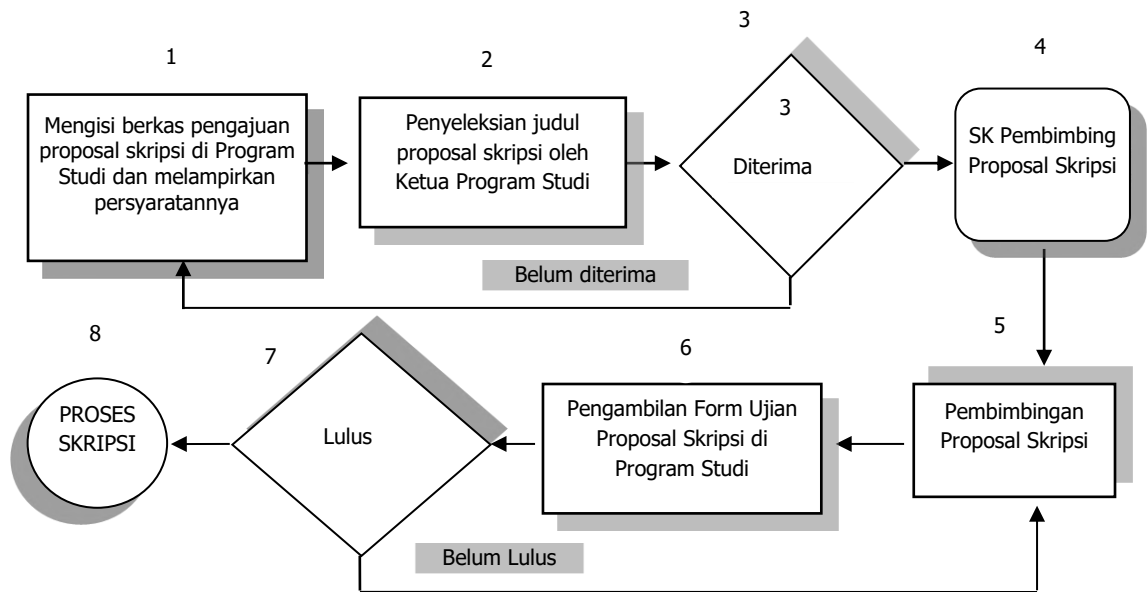 1
Mengisi berkas pengajuan
proposal skripsi di Program
Studi dan melampirkan
persyaratannya
2
Penyeleksian judul
proposal skripsi oleh
Ketua Program Studi
3
3
Diterima
4
SK Pembimbing
Proposal Skripsi
Belum diterima
5
Pembimbingan
Proposal Skripsi
6
Pengambilan Form Ujian
Proposal Skripsi di
Program Studi
7
Lulus
Belum Lulus
8
PROSES
SKRIPSI